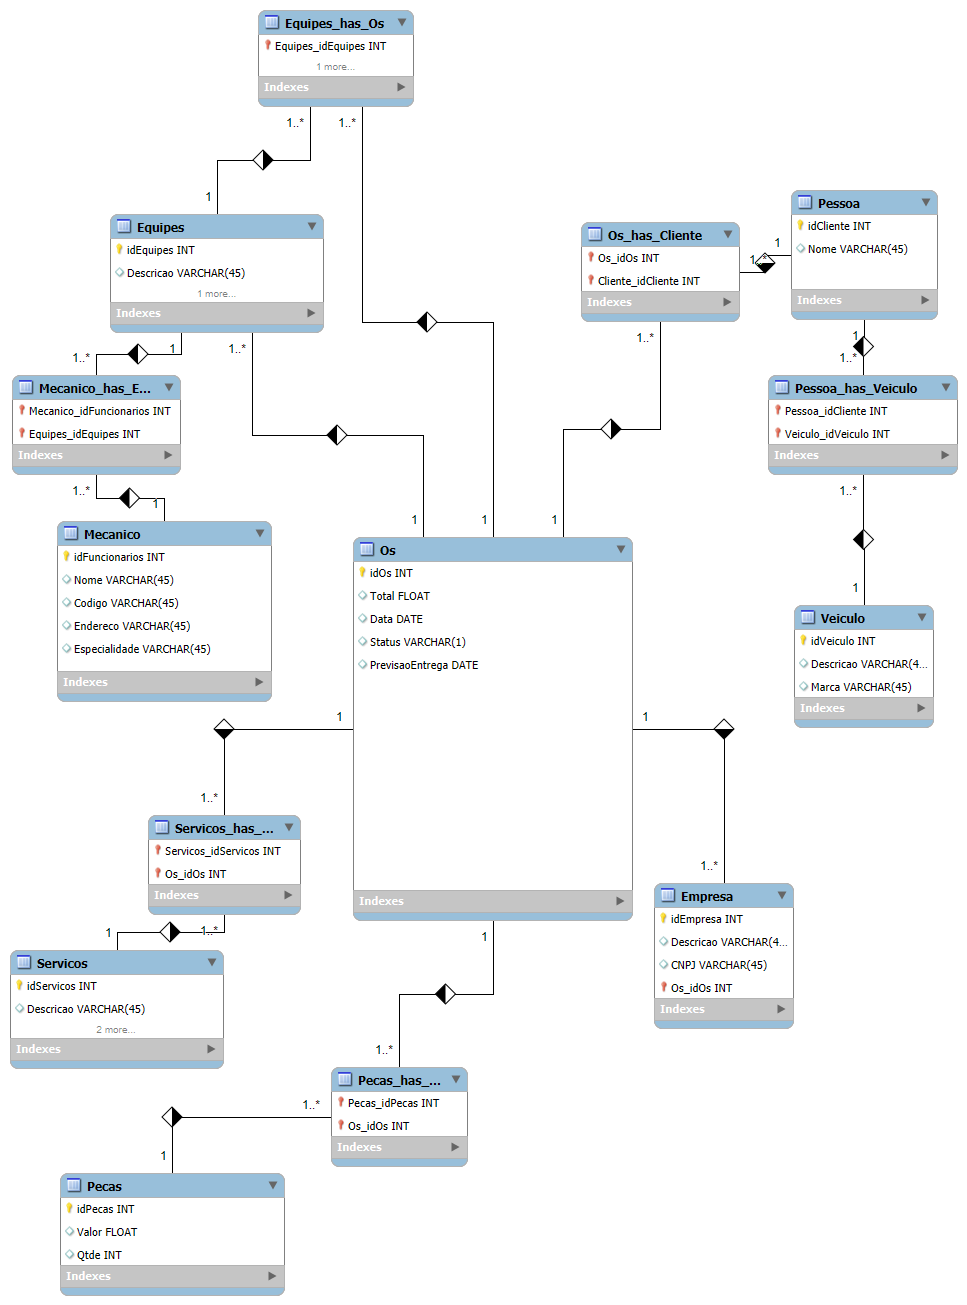 Equipes_has_Os
Equipes_idEquipes INT
1 more...
Indexes
1..*
1..*
1
Equipes
idEquipes INT
Descricao VARCHAR(45)
1 more...
Indexes
Os_has_Cliente
Os_idOs INT
Cliente_idCliente INT
Indexes
1
1..*
Pessoa
idCliente INT
Nome VARCHAR(45)
Indexes
1..*
1
1..*
1..*
1
1..*
Mecanico_has_E...
Mecanico_idFuncionarios INT
Equipes_idEquipes INT
Indexes
Pessoa_has_Veiculo
Pessoa_idCliente INT
Veiculo_idVeiculo INT
Indexes
1..*
1
1..*
1
1
1
1
Mecanico
idFuncionarios INT
Nome VARCHAR(45)
Codigo VARCHAR(45)
Endereco VARCHAR(45)
Especialidade VARCHAR(45)
Indexes
Os
idOs INT
Total FLOAT
Data DATE
Status VARCHAR(1)
PrevisaoEntrega DATE
Indexes
Veiculo
idVeiculo INT
Descricao VARCHAR(4...
Marca VARCHAR(45)
Indexes
1
1
1..*
1..*
Servicos_has_...
Servicos_idServicos INT
Os_idOs INT
Indexes
Empresa
idEmpresa INT
Descricao VARCHAR(4...
CNPJ VARCHAR(45)
Os_idOs INT
Indexes
1
1..*
1
Servicos
idServicos INT
Descricao VARCHAR(45)
2 more...
Indexes
1..*
Pecas_has_...
Pecas_idPecas INT
Os_idOs INT
Indexes
1..*
1
Pecas
idPecas INT
Valor FLOAT
Qtde INT
Indexes